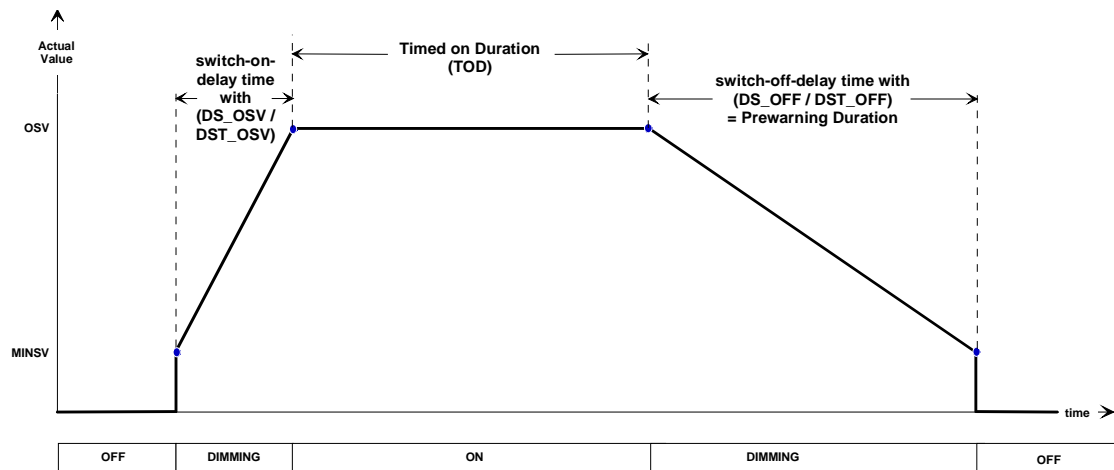 Actual
Value
switch-on-
delay time
with
(DS_OSV /
DST_OSV)
Timed on Duration
(TOD)
switch-off-delay time with
(DS_OFF / DST_OFF)
= Prewarning Duration
OSV
MINSV
time
OFF
DIMMING
ON
DIMMING
OFF